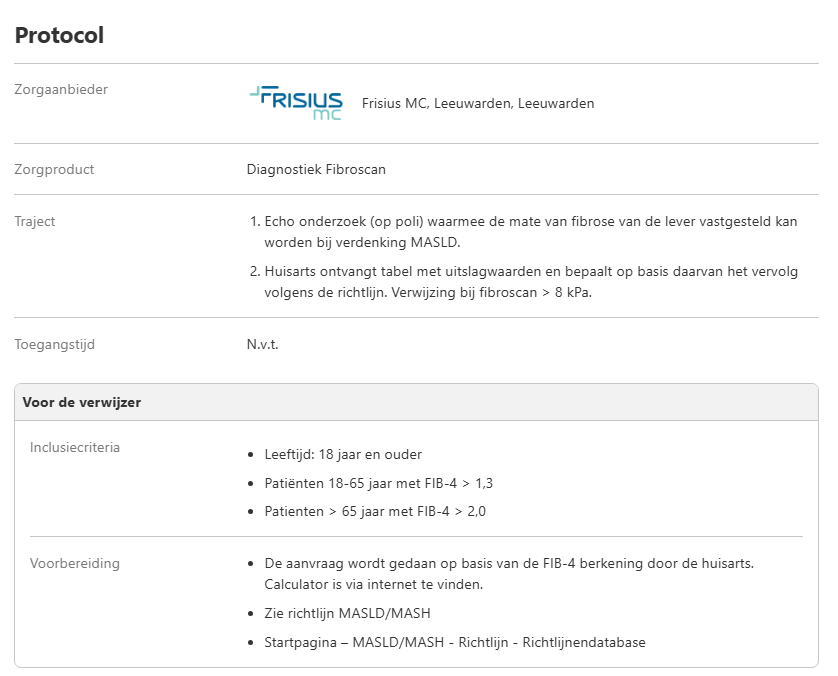 Protocol
Zorgaanbieder
FRISIUS
mc
Frisius MC, Leeuwarden, Leeuwarden
Zorgproduct
Diagnostiek Fibroscan
Traject
1. Echo onderzoek (op poli) waarmee de mate van fibrose van de lever vastgesteld kan
worden bij verdenking MASLD.
2. Huisarts ontvangt tabel met uitslagwaarden en bepaalt op basis daarvan het vervolg
volgens de richtlijn. Verwijzing bij fibroscan > 8 kPa.
Toegangstijd
N.v.t.
Voor de verwijzer
Inclusiecriteria
• Leeftijd: 18 jaar en ouder
• Patiënten 18-65 jaar met FIB-4 > 1,3
• Patienten > 65 jaar met FIB-4 > 2,0
Voorbereiding
• De aanvraag wordt gedaan op basis van de FIB-4 berkening door de huisarts.
Calculator is via internet te vinden.
• Zie richtlijn MASLD/MASH
• Startpagina – MASLD/MASH - Richtlijn - Richtlijnendatabase